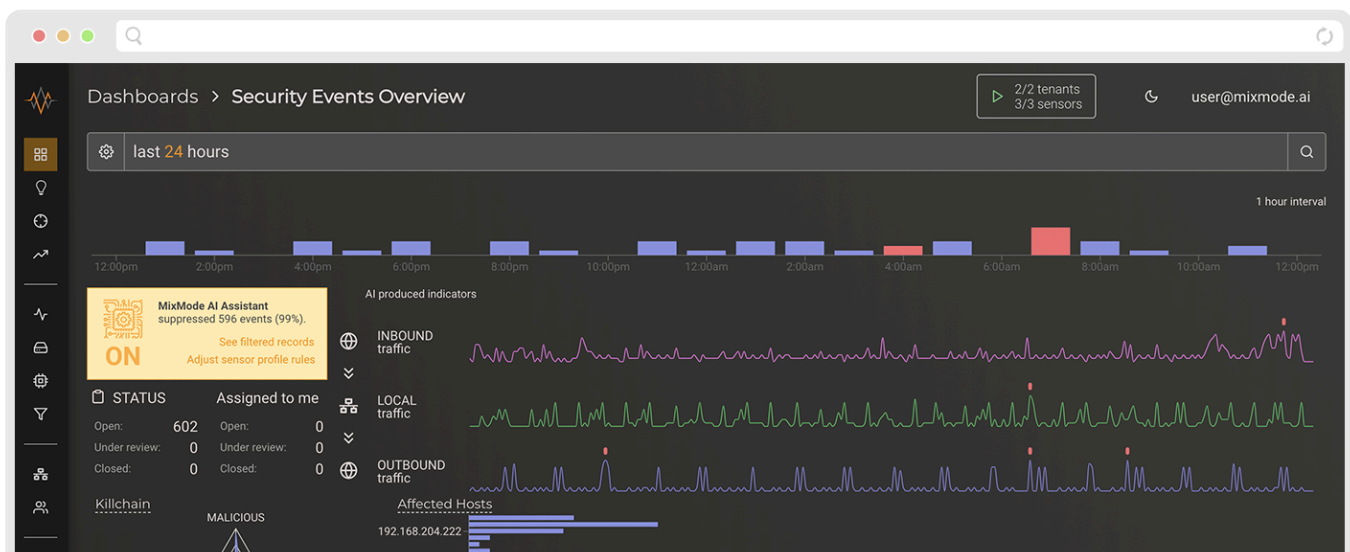 Dashboards > Security Events Overview
2/2 tenants
3/3 sensors
user@mixmode.ai
last 24 hours
1 hour interval
12:00pm 2:00pm 4:00pm 6:00pm 8:00pm 10:00pm 12:00am 2:00am 4:00am 6:00am 8:00am 10:00am 12:00pm
MixMode AI Assistant
suppressed 596 events (99%).
ON
See filtered records
Adjust sensor profile rules
AI produced indicators
INBOUND
traffic
LOCAL
traffic
OUTBOUND
traffic
STATUS Assigned to me
Open: 602 Open: 0
Under review: 0 Under review: 0
Closed: 0 Closed: 0
Killchain
MALICIOUS
Affected Hosts
192.168.204.222